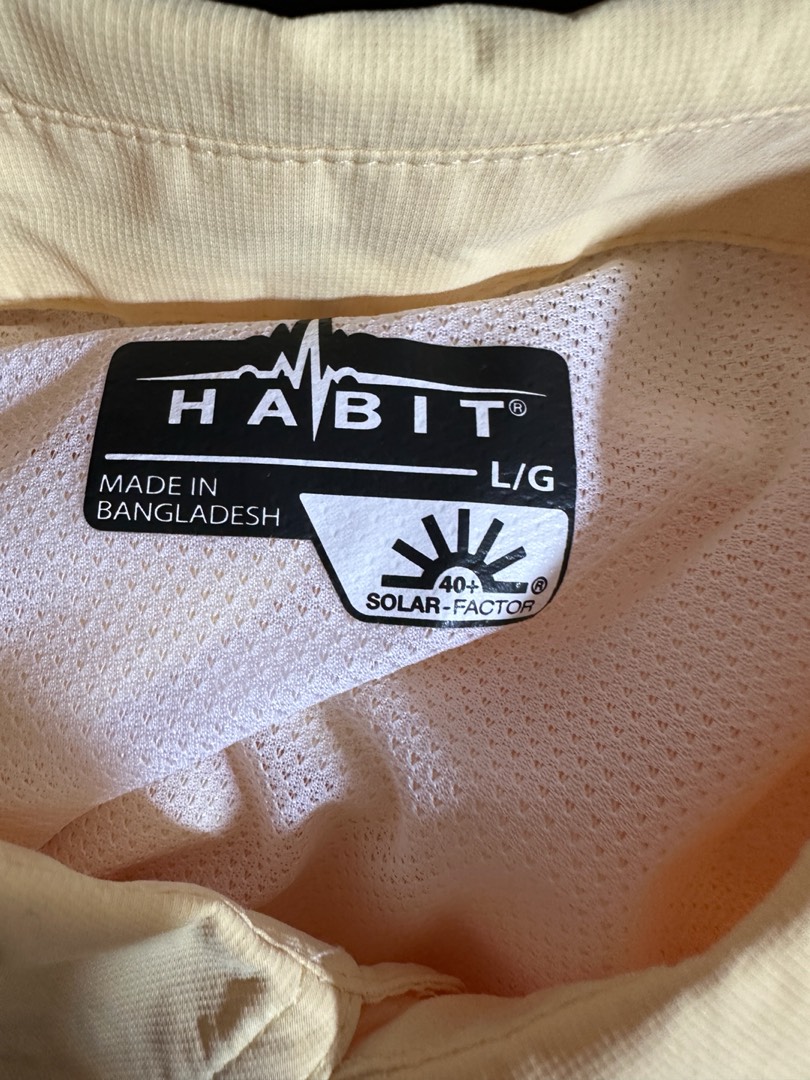 HABIT®
L/G
MADE IN
BANGLADESH
40+
®
SOLAR-FACTOR